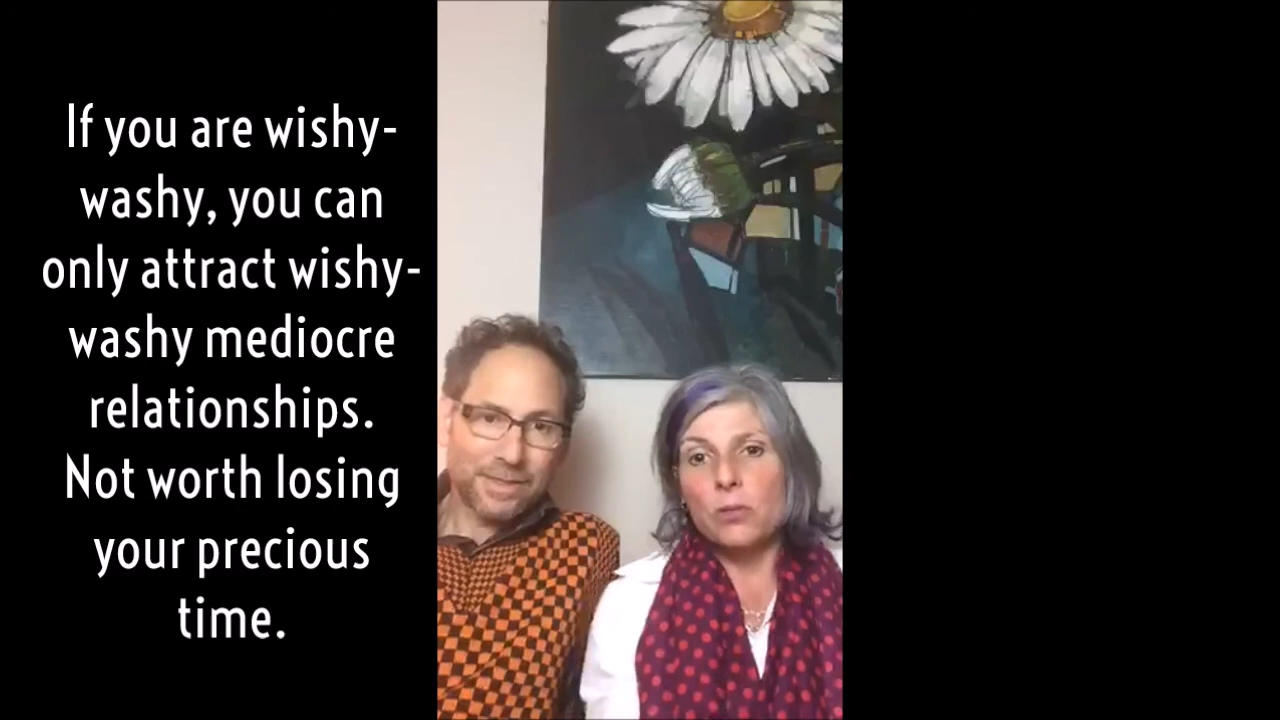 If you are wishy-
washy, you can
only attract wishy-
washy mediocre
relationships.
Not worth losing
your precious
time.